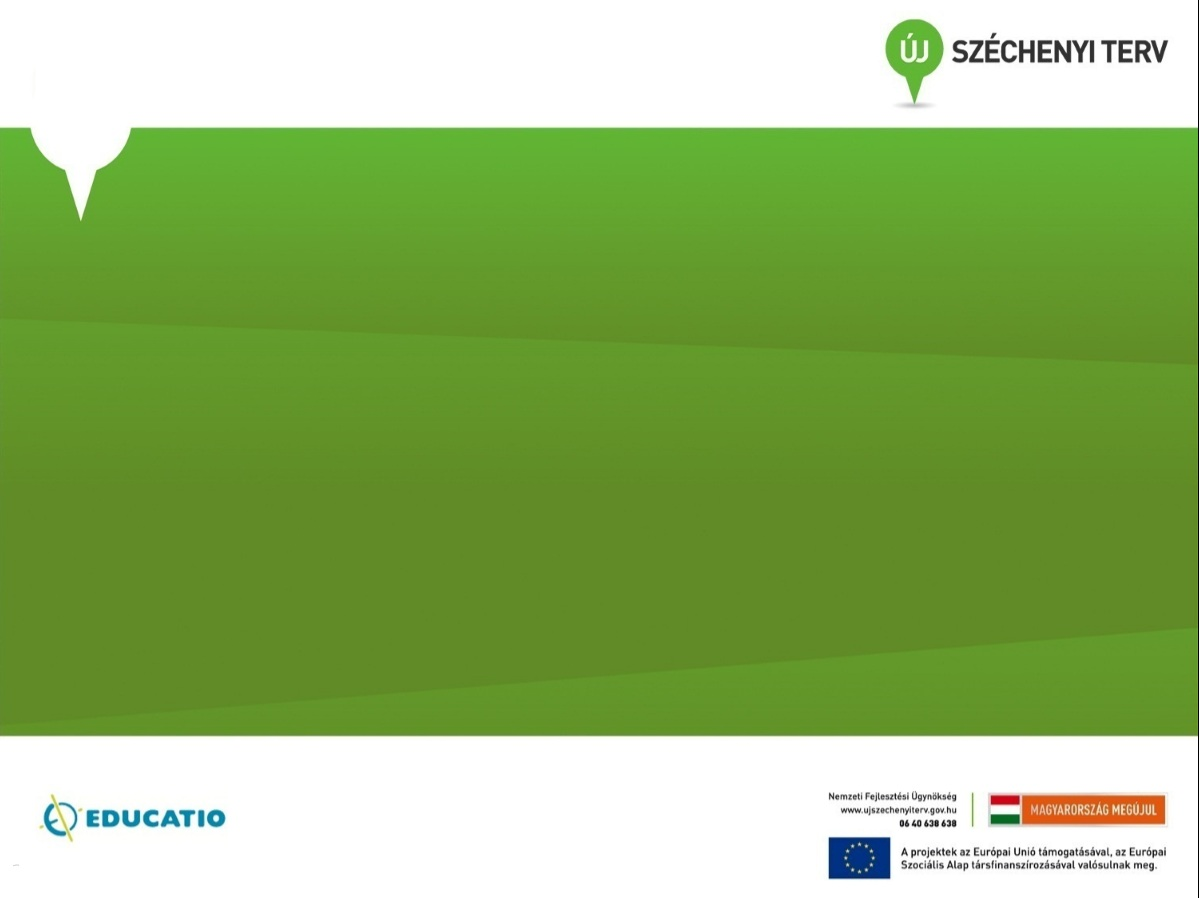 ÚJ SZÉCHENYI TERV
EDUCATIO
Nemzeti Fejlesztési Ügynökség
www.ujszechenyiterv.gov.hu
06 40 638 638
MAGYARORSZÁG MEGÚJUL
A projektek az Európai Unió támogatásával, az Európai
Szociális Alap társfinanszírozásával valósulnak meg.